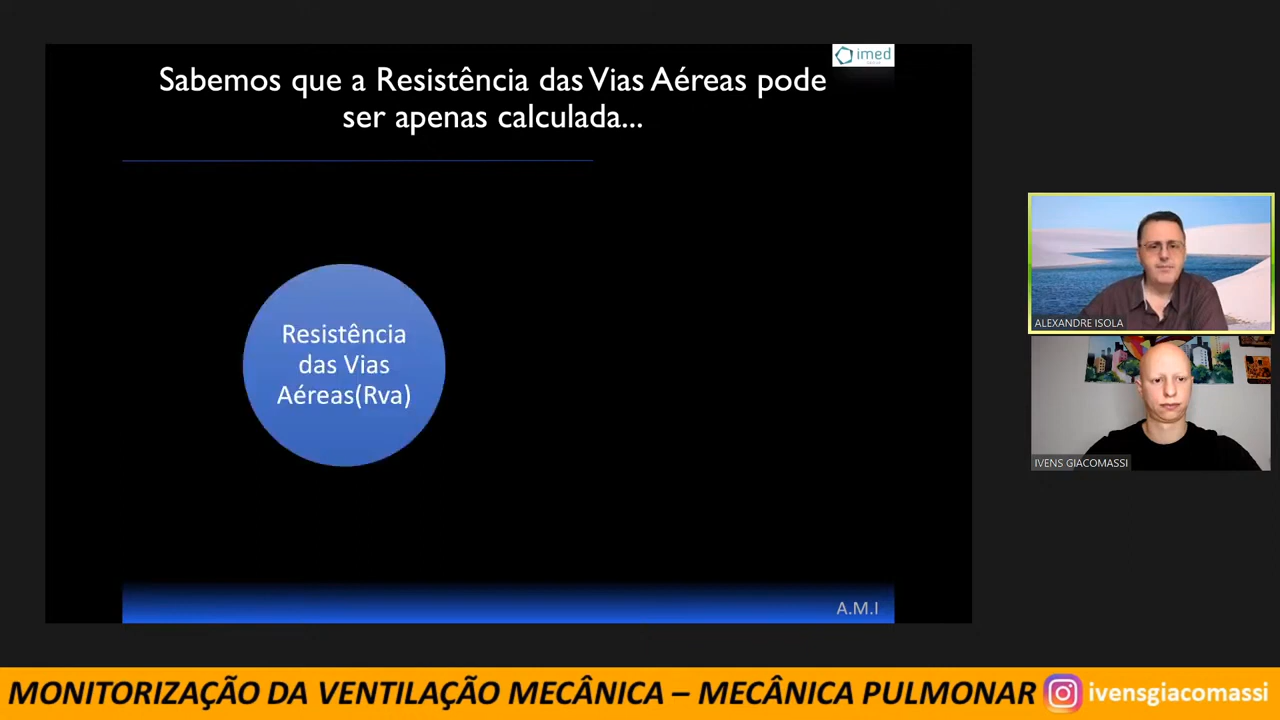 Sabemos que a Resistência das Vias Aéreas pode
ser apenas calculada...
imed
Resistência
das Vias
Aéreas(Rva)
A.M.I
ALEXANDRE ISOLA
IVENS GIACOMASSI
MONITORIZAÇÃO DA VENTILAÇÃO MECÂNICA – MECÂNICA PULMONAR ivensgiacomassi